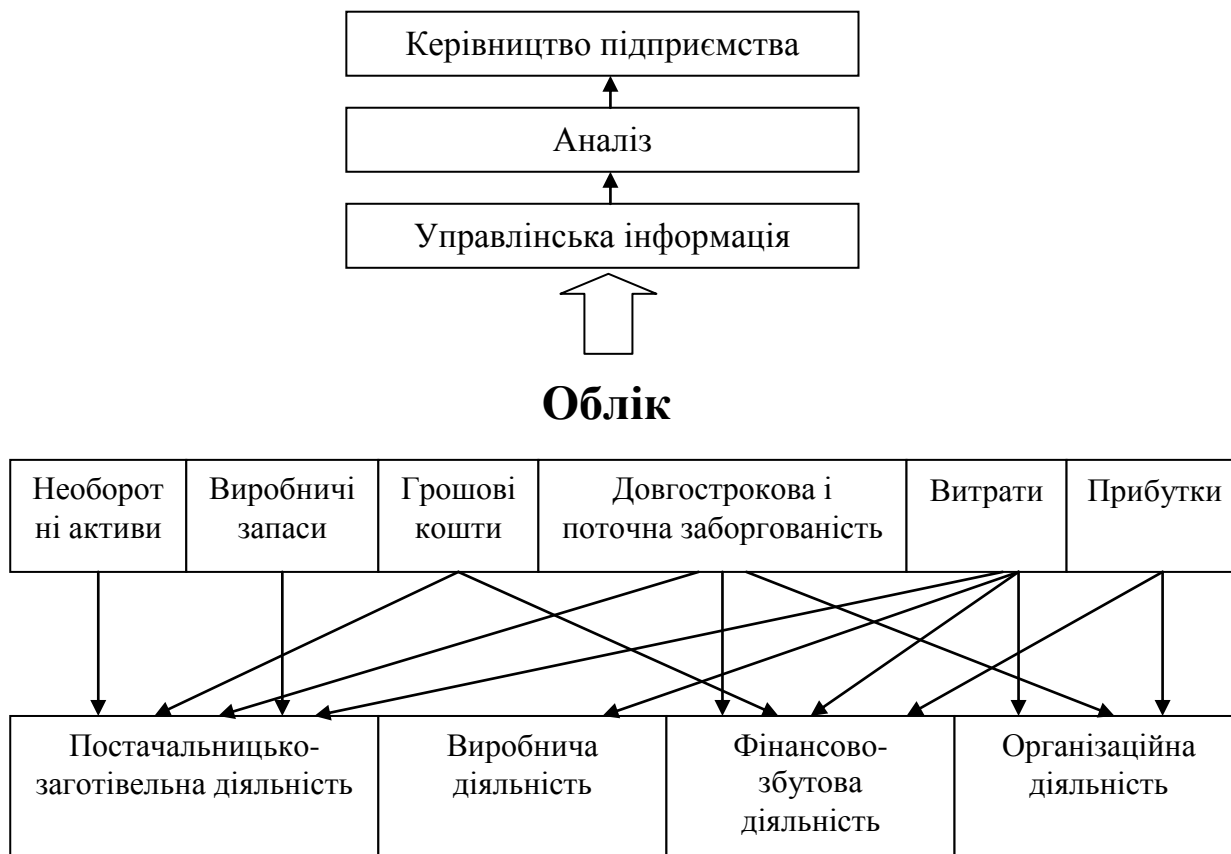 Керівництво підприємства
Аналіз
Управлінська інформація
Облік
Необорот
ні активи
Виробничі
запаси
Грошові
кошти
Довгострокова і
поточна заборгованість
Витрати
Прибутки
Постачальницько-
заготівельна діяльність
Виробнича
діяльність
Фінансово-
збутова
діяльність
Організаційна
діяльність